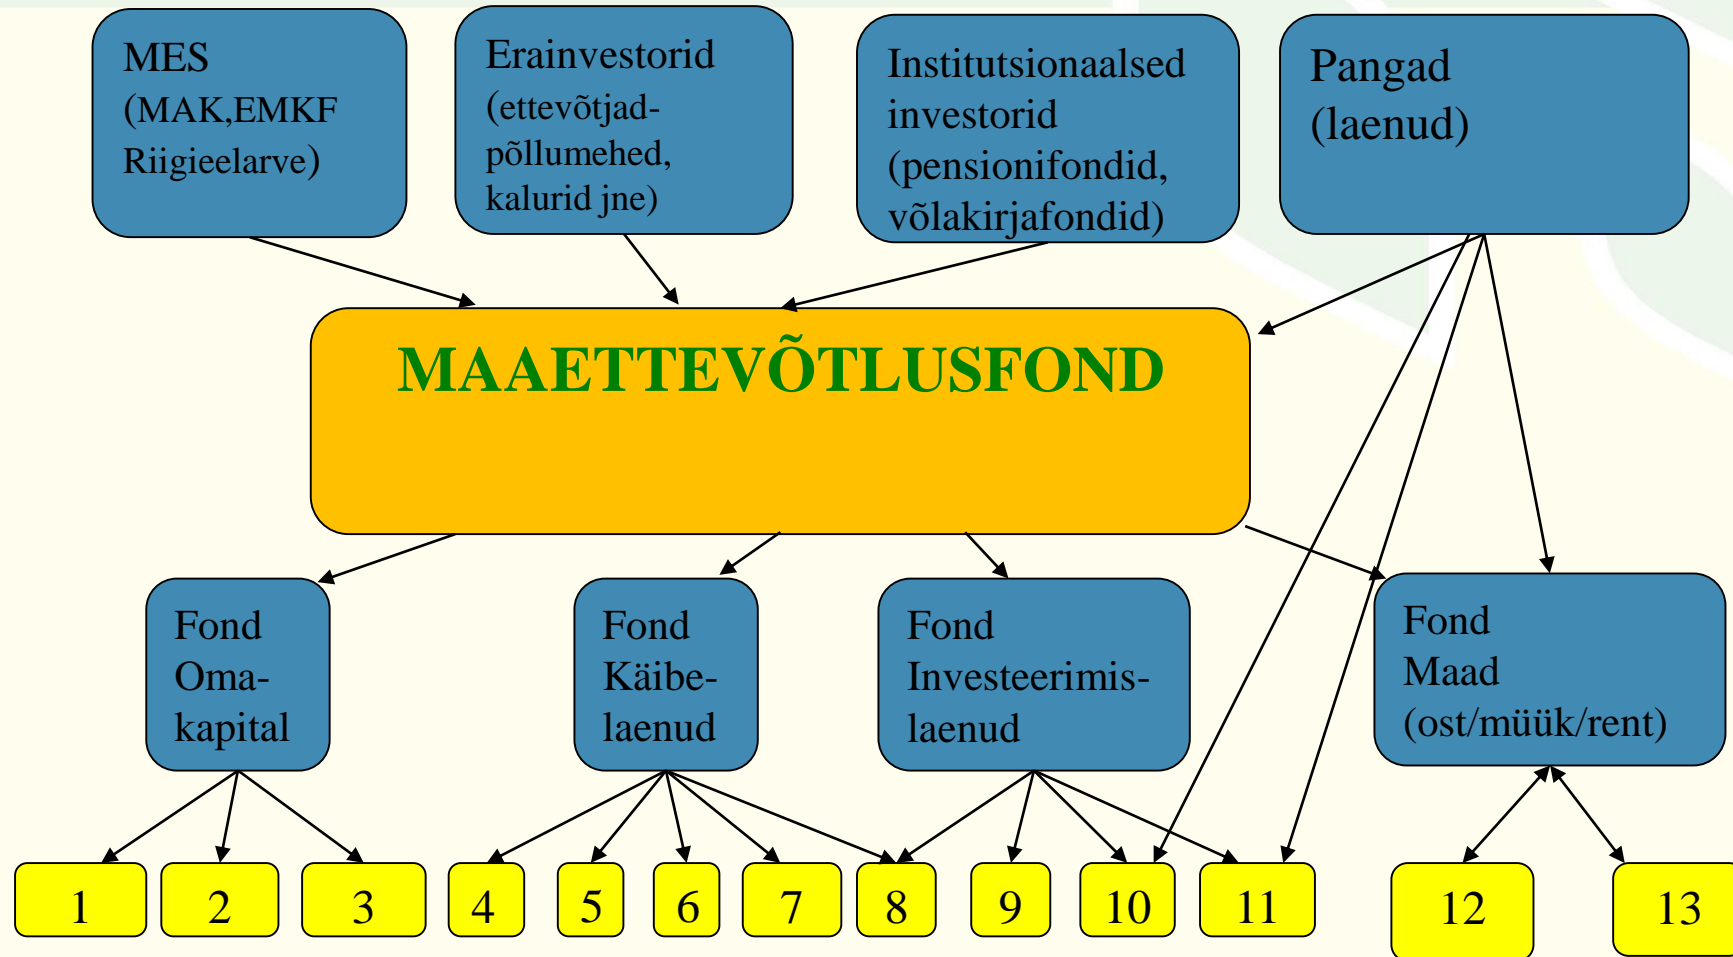 MES
(MAK,EMKF
Riigieelarve)
Erainvestorid
(ettevõtjad-
põllumehed,
kalurid jne)
Institutsionaalsed
investorid
(pensionifondid,
võlakirjafondid)
Pangad
(laenud)
MAAETTEVÕTLUSFOND
Fond
Oma-
kapital
Fond
Käibe-
laenud
Fond
Investeerimis-
laenud
Fond
Maad
(ost/müük/rent)
1
2
3
4
5
6
7
8
9
10
11
12
13